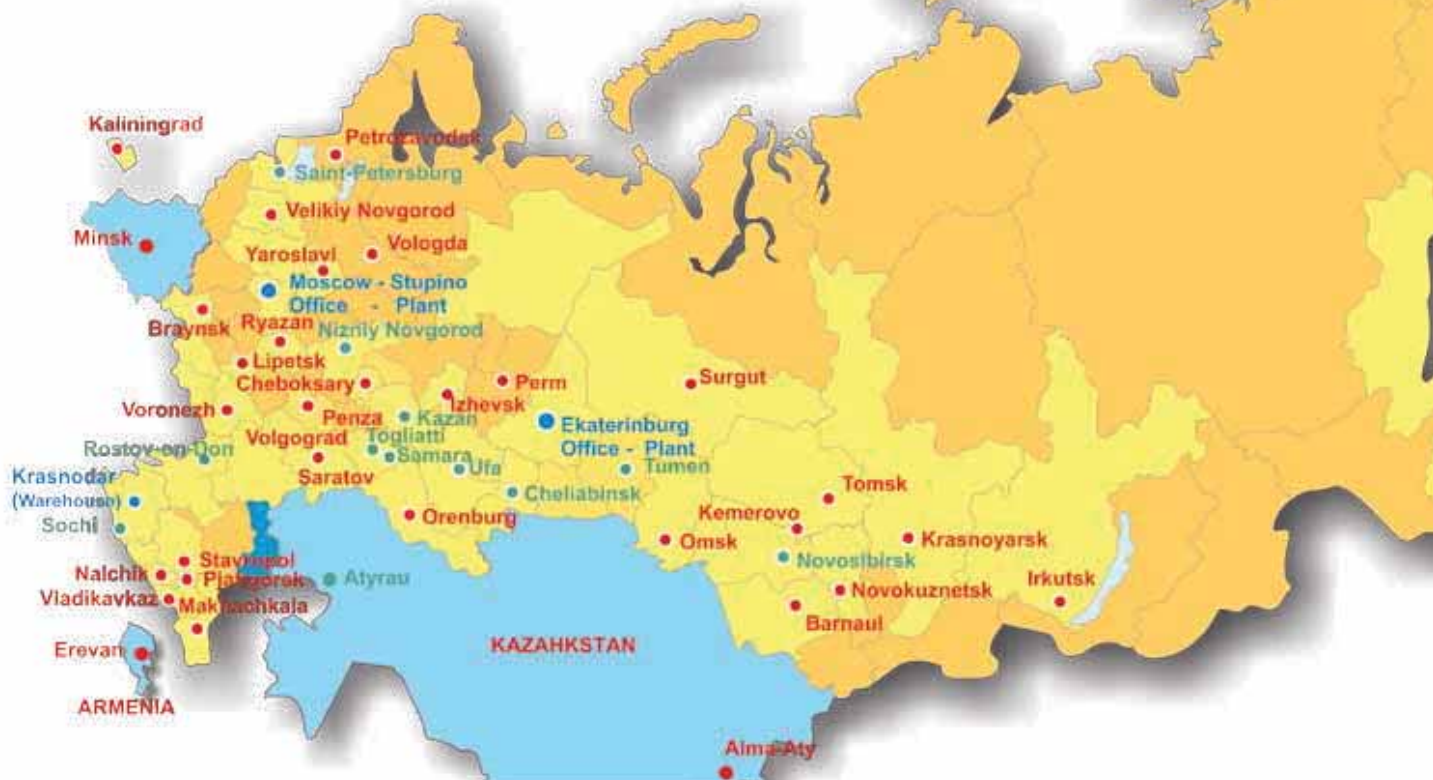 Kaliningrad
Petrozavodsk
Saint-Petersburg
Velikiy Novgorod
Minsk
Vologda
Yaroslavl
Moscow - Stupino
Office - Plant
Braynsk
Ryazan
Nizniy Novgorod
Lipetsk
Cheboksary
Perm
Surgut
Izhevsk
Voronezh
Penza
Kazan
Ekaterinburg
Office - Plant
Volgograd
Togliatti
Rostov-on-Don
Samara
Ufa
Tumen
Krasnodar
(Warehouse)
Saratov
Cheliabinsk
Tomsk
Sochi
Orenburg
Kemerovo
Omsk
Krasnoyarsk
Stavropol
Novosibirsk
Nalchik
Piatigorsk
Atyrau
Irkutsk
Vladikavkaz
Makhachkala
Novokuznetsk
Barnaul
Erevan
KAZAHKSTAN
ARMENIA
Alma-Aty